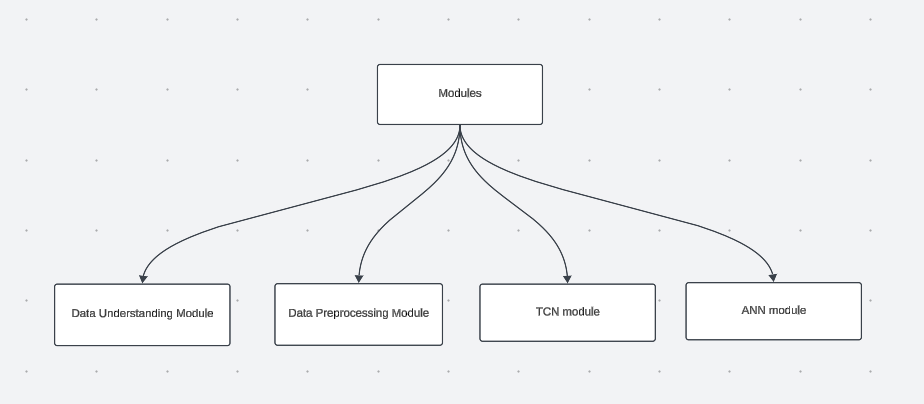 Modules
Data Understanding Module
Data Preprocessing Module
TCN module
ANN module